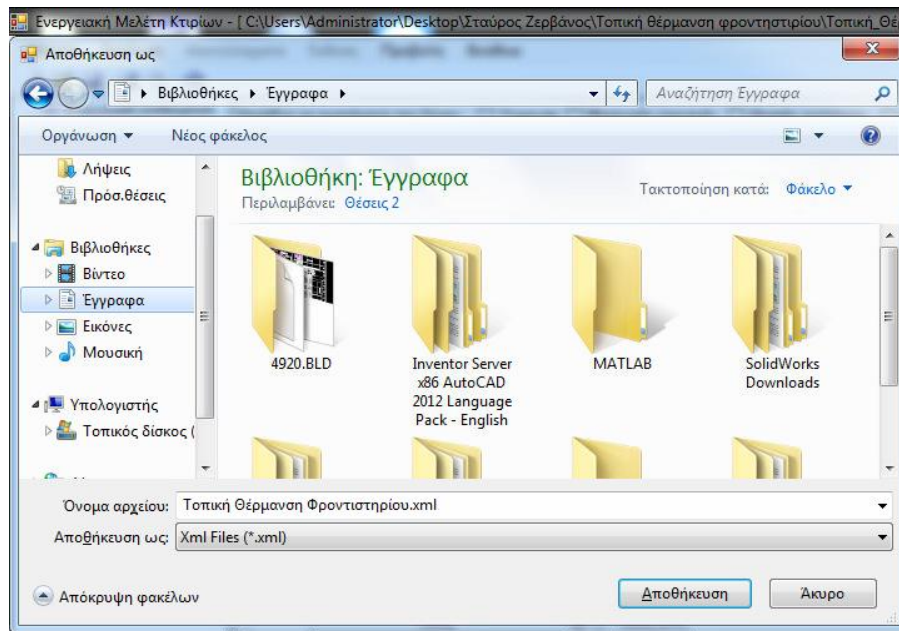 Ενεργειακή Μελέτη Κτιρίων - [ C:\Users\Administrator\Desktop\Σταύρος Ζερβάνος\Τοπική θέρμανση φροντηστιρίου\Τοπική_Θέ
Αποθήκευση ως
Βιβλιοθήκες Έγγραφα
Αναζήτηση Έγγραφα
Οργάνωση Νέος φάκελος
Λήψεις
Πρόσ.θέσεις
Βιβλιοθήκες
Βίντεο
Έγγραφα
Εικόνες
Μουσική
Υπολογιστής
Τοπικός δίσκος (
Βιβλιοθήκη: Έγγραφα
Περιλαμβάνει: Θέσεις 2
Τακτοποίηση κατά: Φάκελο
4920.BLD
Inventor Server
x86 AutoCAD
2012 Language
Pack - English
MATLAB
SolidWorks
Downloads
Όνομα αρχείου: Τοπική Θέρμανση Φροντιστηρίου.xml
Αποθήκευση ως: Xml Files (*.xml)
Απόκρυψη φακέλων
Αποθήκευση
Άκυρο